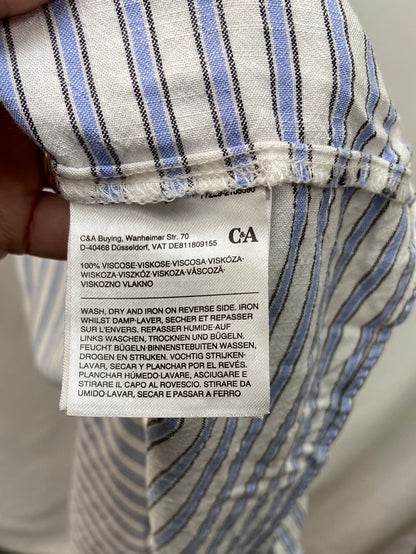 C&A Buying, Wanheimer Str. 70
D-40468 Düsseldorf, VAT DE811809155
C&A
100% VISCOSE-VISKOSE-VISCOSA-VISKÓZA-
WISKOZA-VISZKÓZ-VISKOZA-VÂSCOZĂ-
VISKOZNO VLAKNO
WASH, DRY AND IRON ON REVERSE SIDE. IRON
WHILST DAMP-LAVER, SECHER ET REPASSER
SUR L'ENVERS. REPASSER HUMIDE-AUF
LINKS WASCHEN, TROCKNEN UND BÜGELN.
FEUCHT BÜGELN-BINNENSTEBUITEN WASSEN,
DROGEN EN STRIJKEN. VOCHTIG STRIJKEN-
LAVAR, SECAR Y PLANCHAR POR EL REVÉS.
PLANCHAR HÚMEDO-LAVARE, ASCIUGARE E
STIRARE IL CAPO AL ROVESCIO. STIRARE DA
UMIDO-LAVAR, SECAR E PASSAR A FERRO